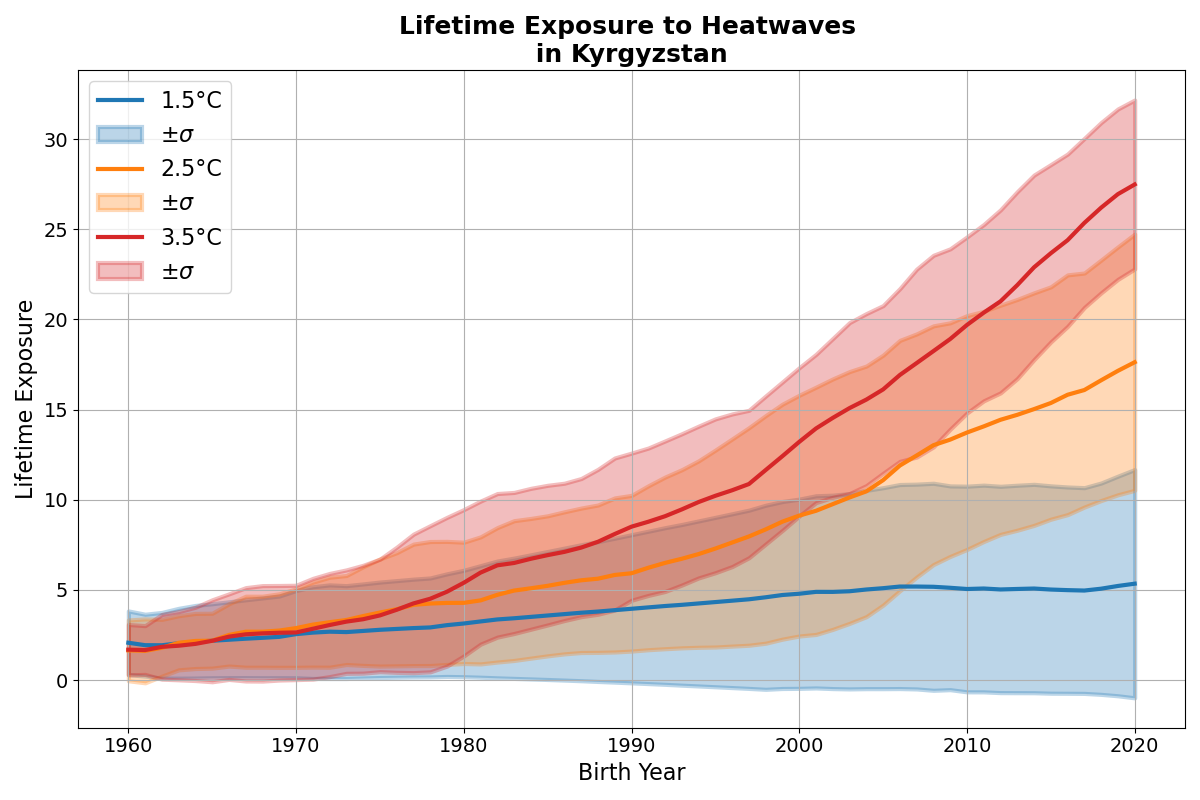 Lifetime Exposure to Heatwaves
in Kyrgyzstan
1.5°C
±σ
2.5°C
±σ
3.5°C
±σ
Lifetime Exposure
30
25
20
15
10
5
0
1960
1970
1980
1990
2000
2010
2020
Birth Year